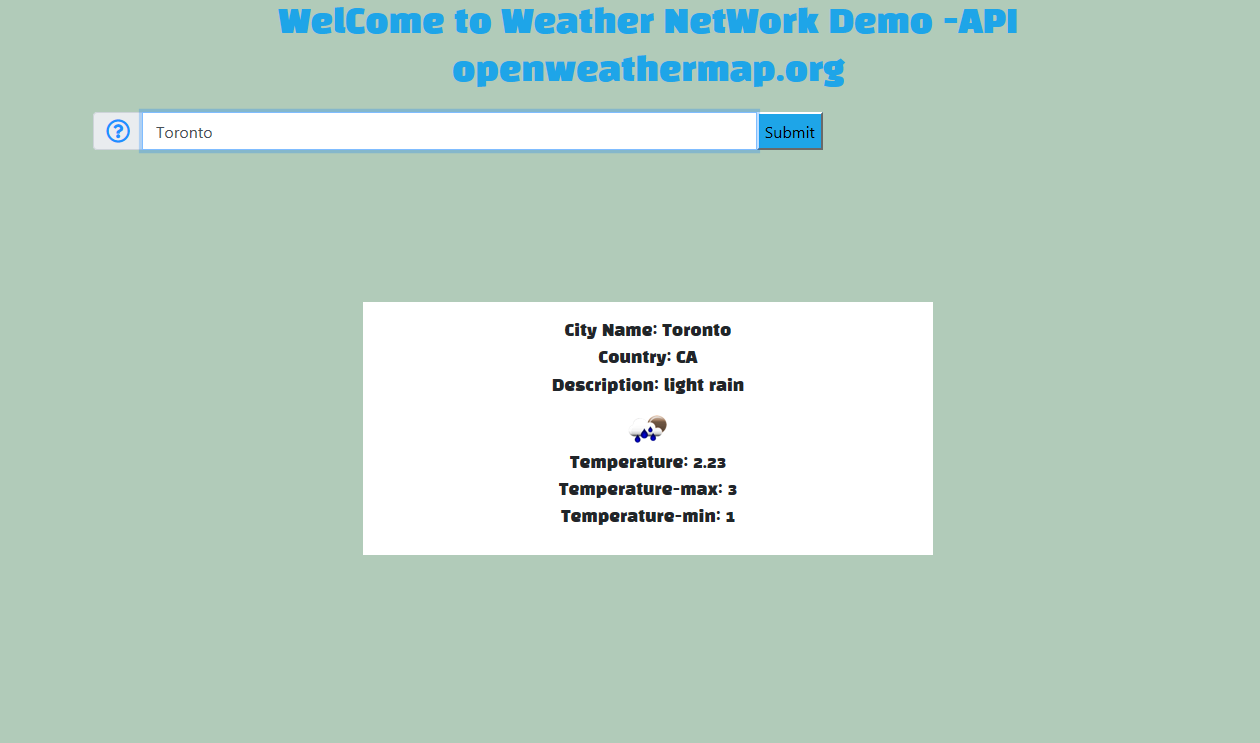 WelCome to Weather NetWork Demo -API
openweathermap.org
Toronto
Submit
City Name: Toronto
Country: CA
Description: light rain
Temperature: 2.23
Temperature-max: 3
Temperature-min: 1